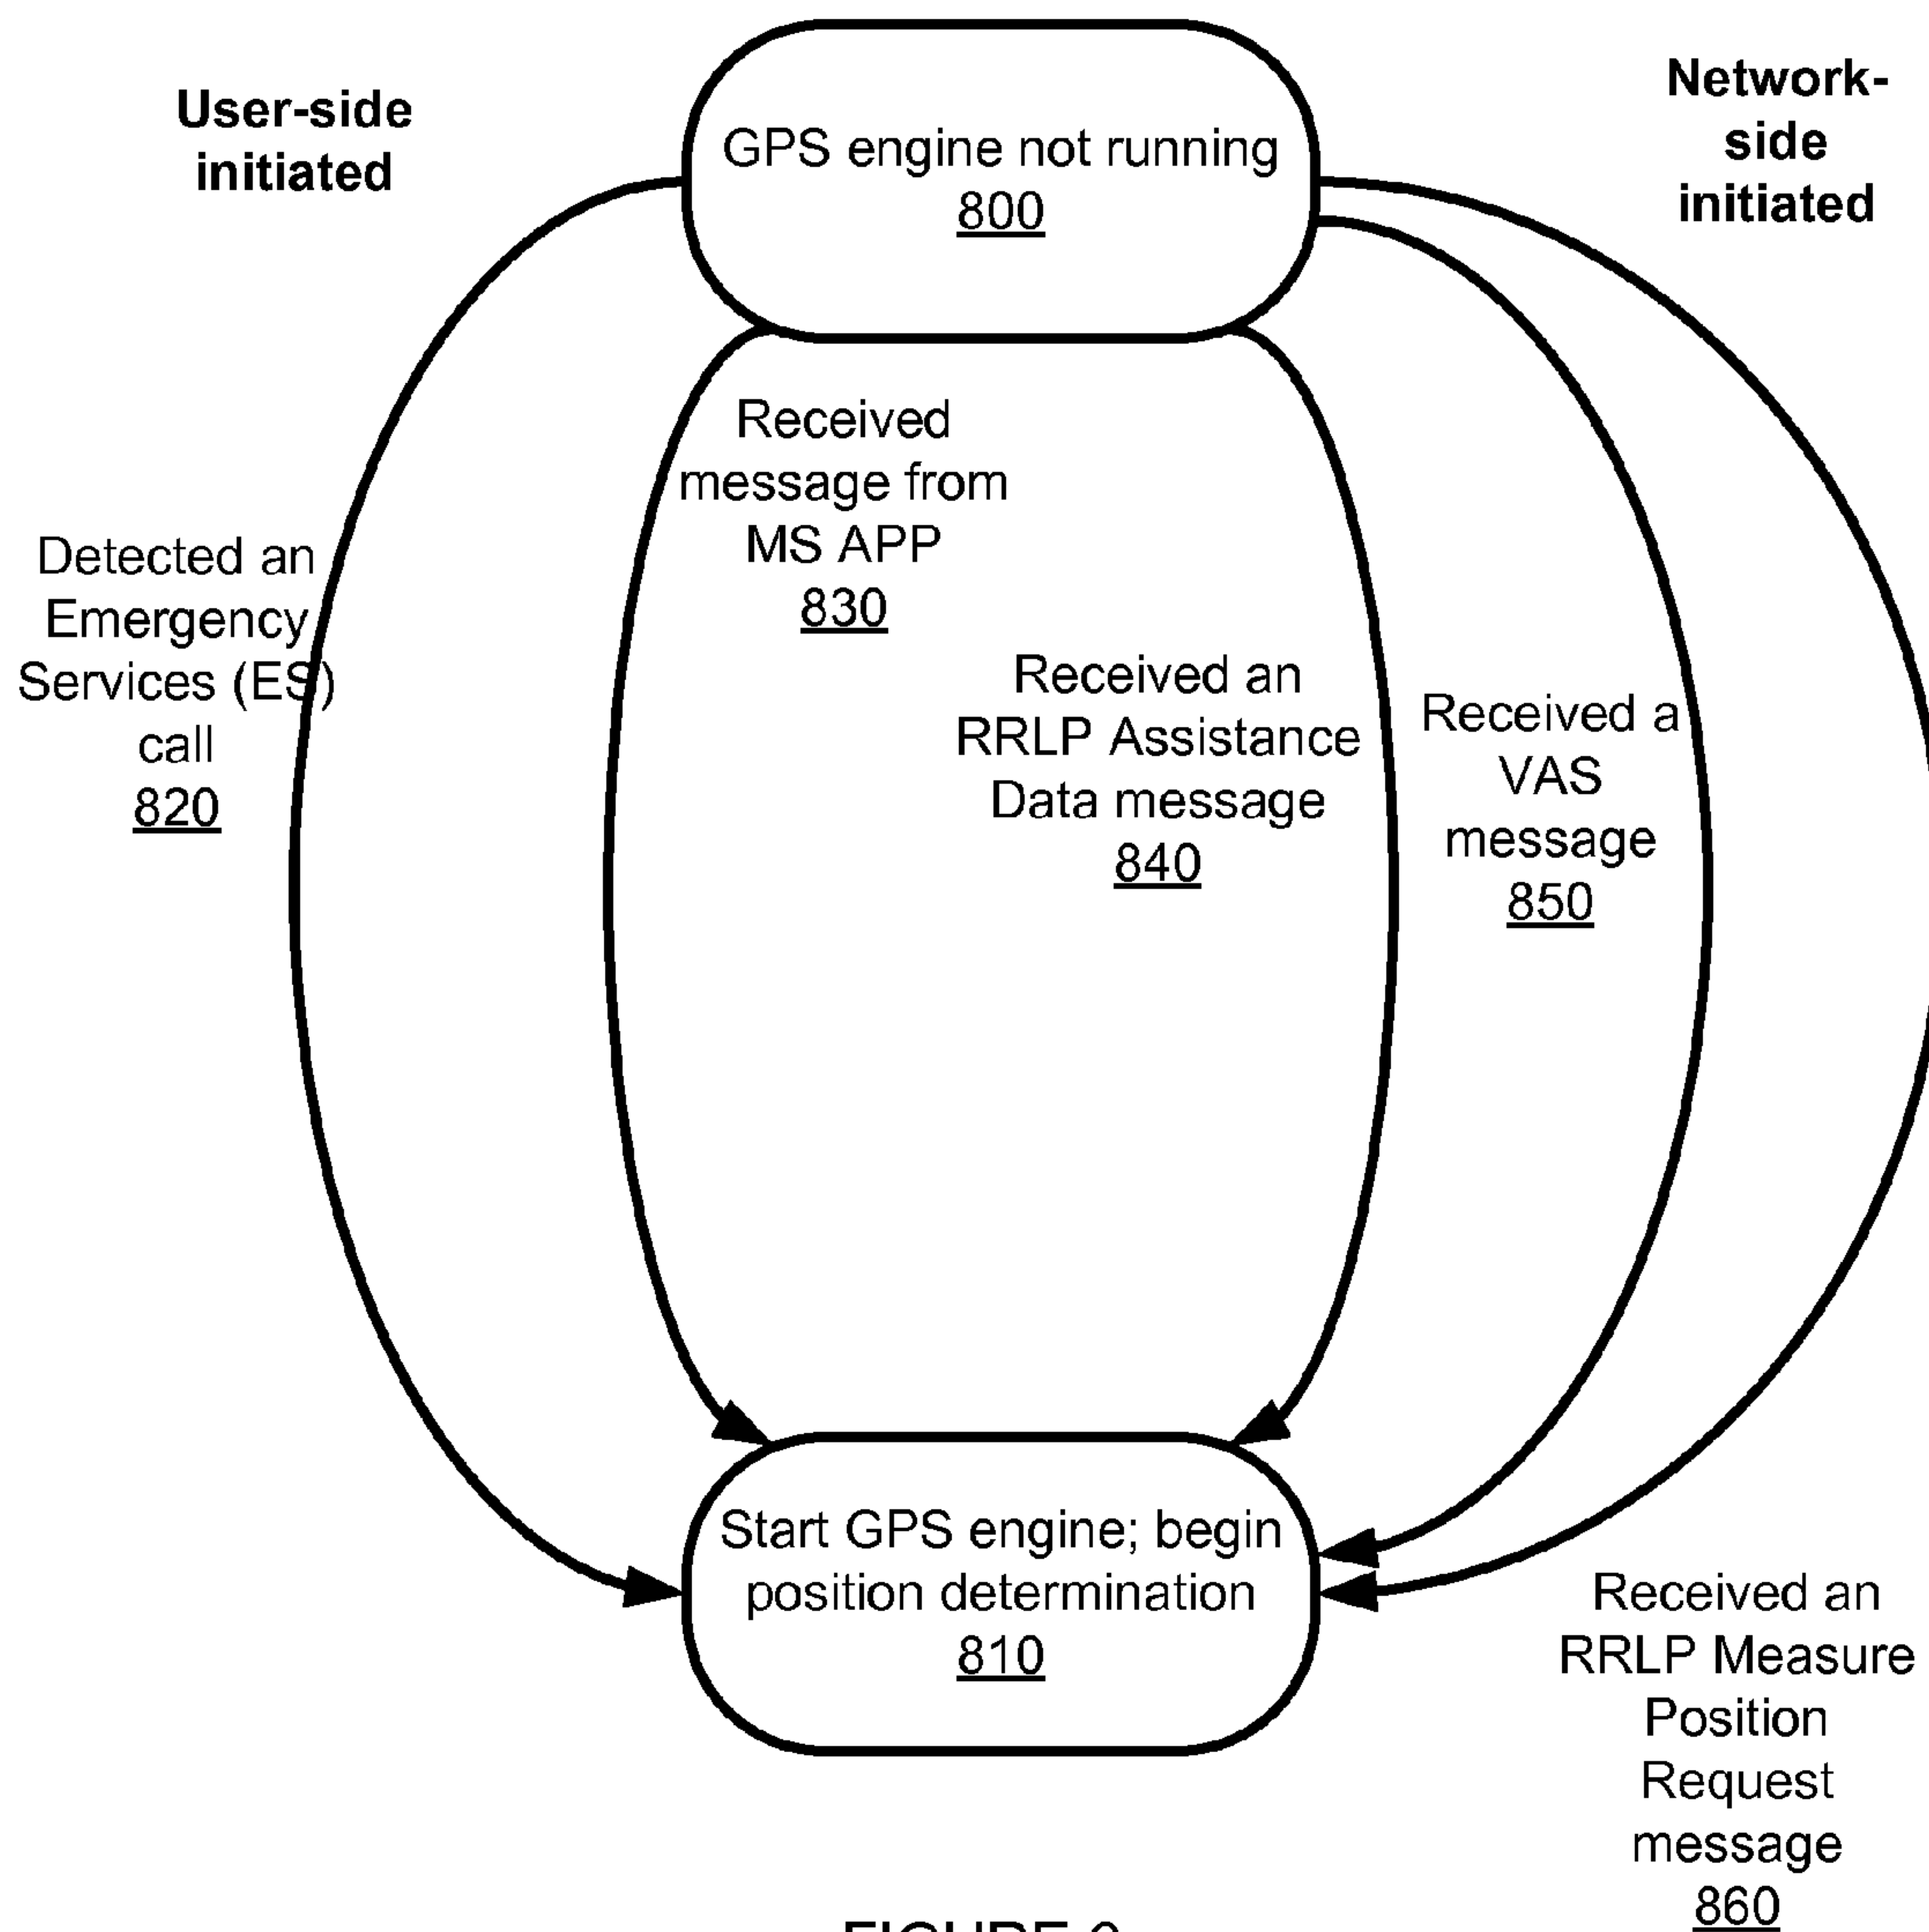 User-side
initiated
Network-
side
initiated
GPS engine not running
800
Received
message from
MS APP
830
Detected an
Emergency
Services (ES)
call
820
Received an
RRLP Assistance
Data message
840
Received a
VAS
message
850
Start GPS engine; begin
position determination
810
Received an
RRLP Measure
Position
Request
message
860
FIGURE